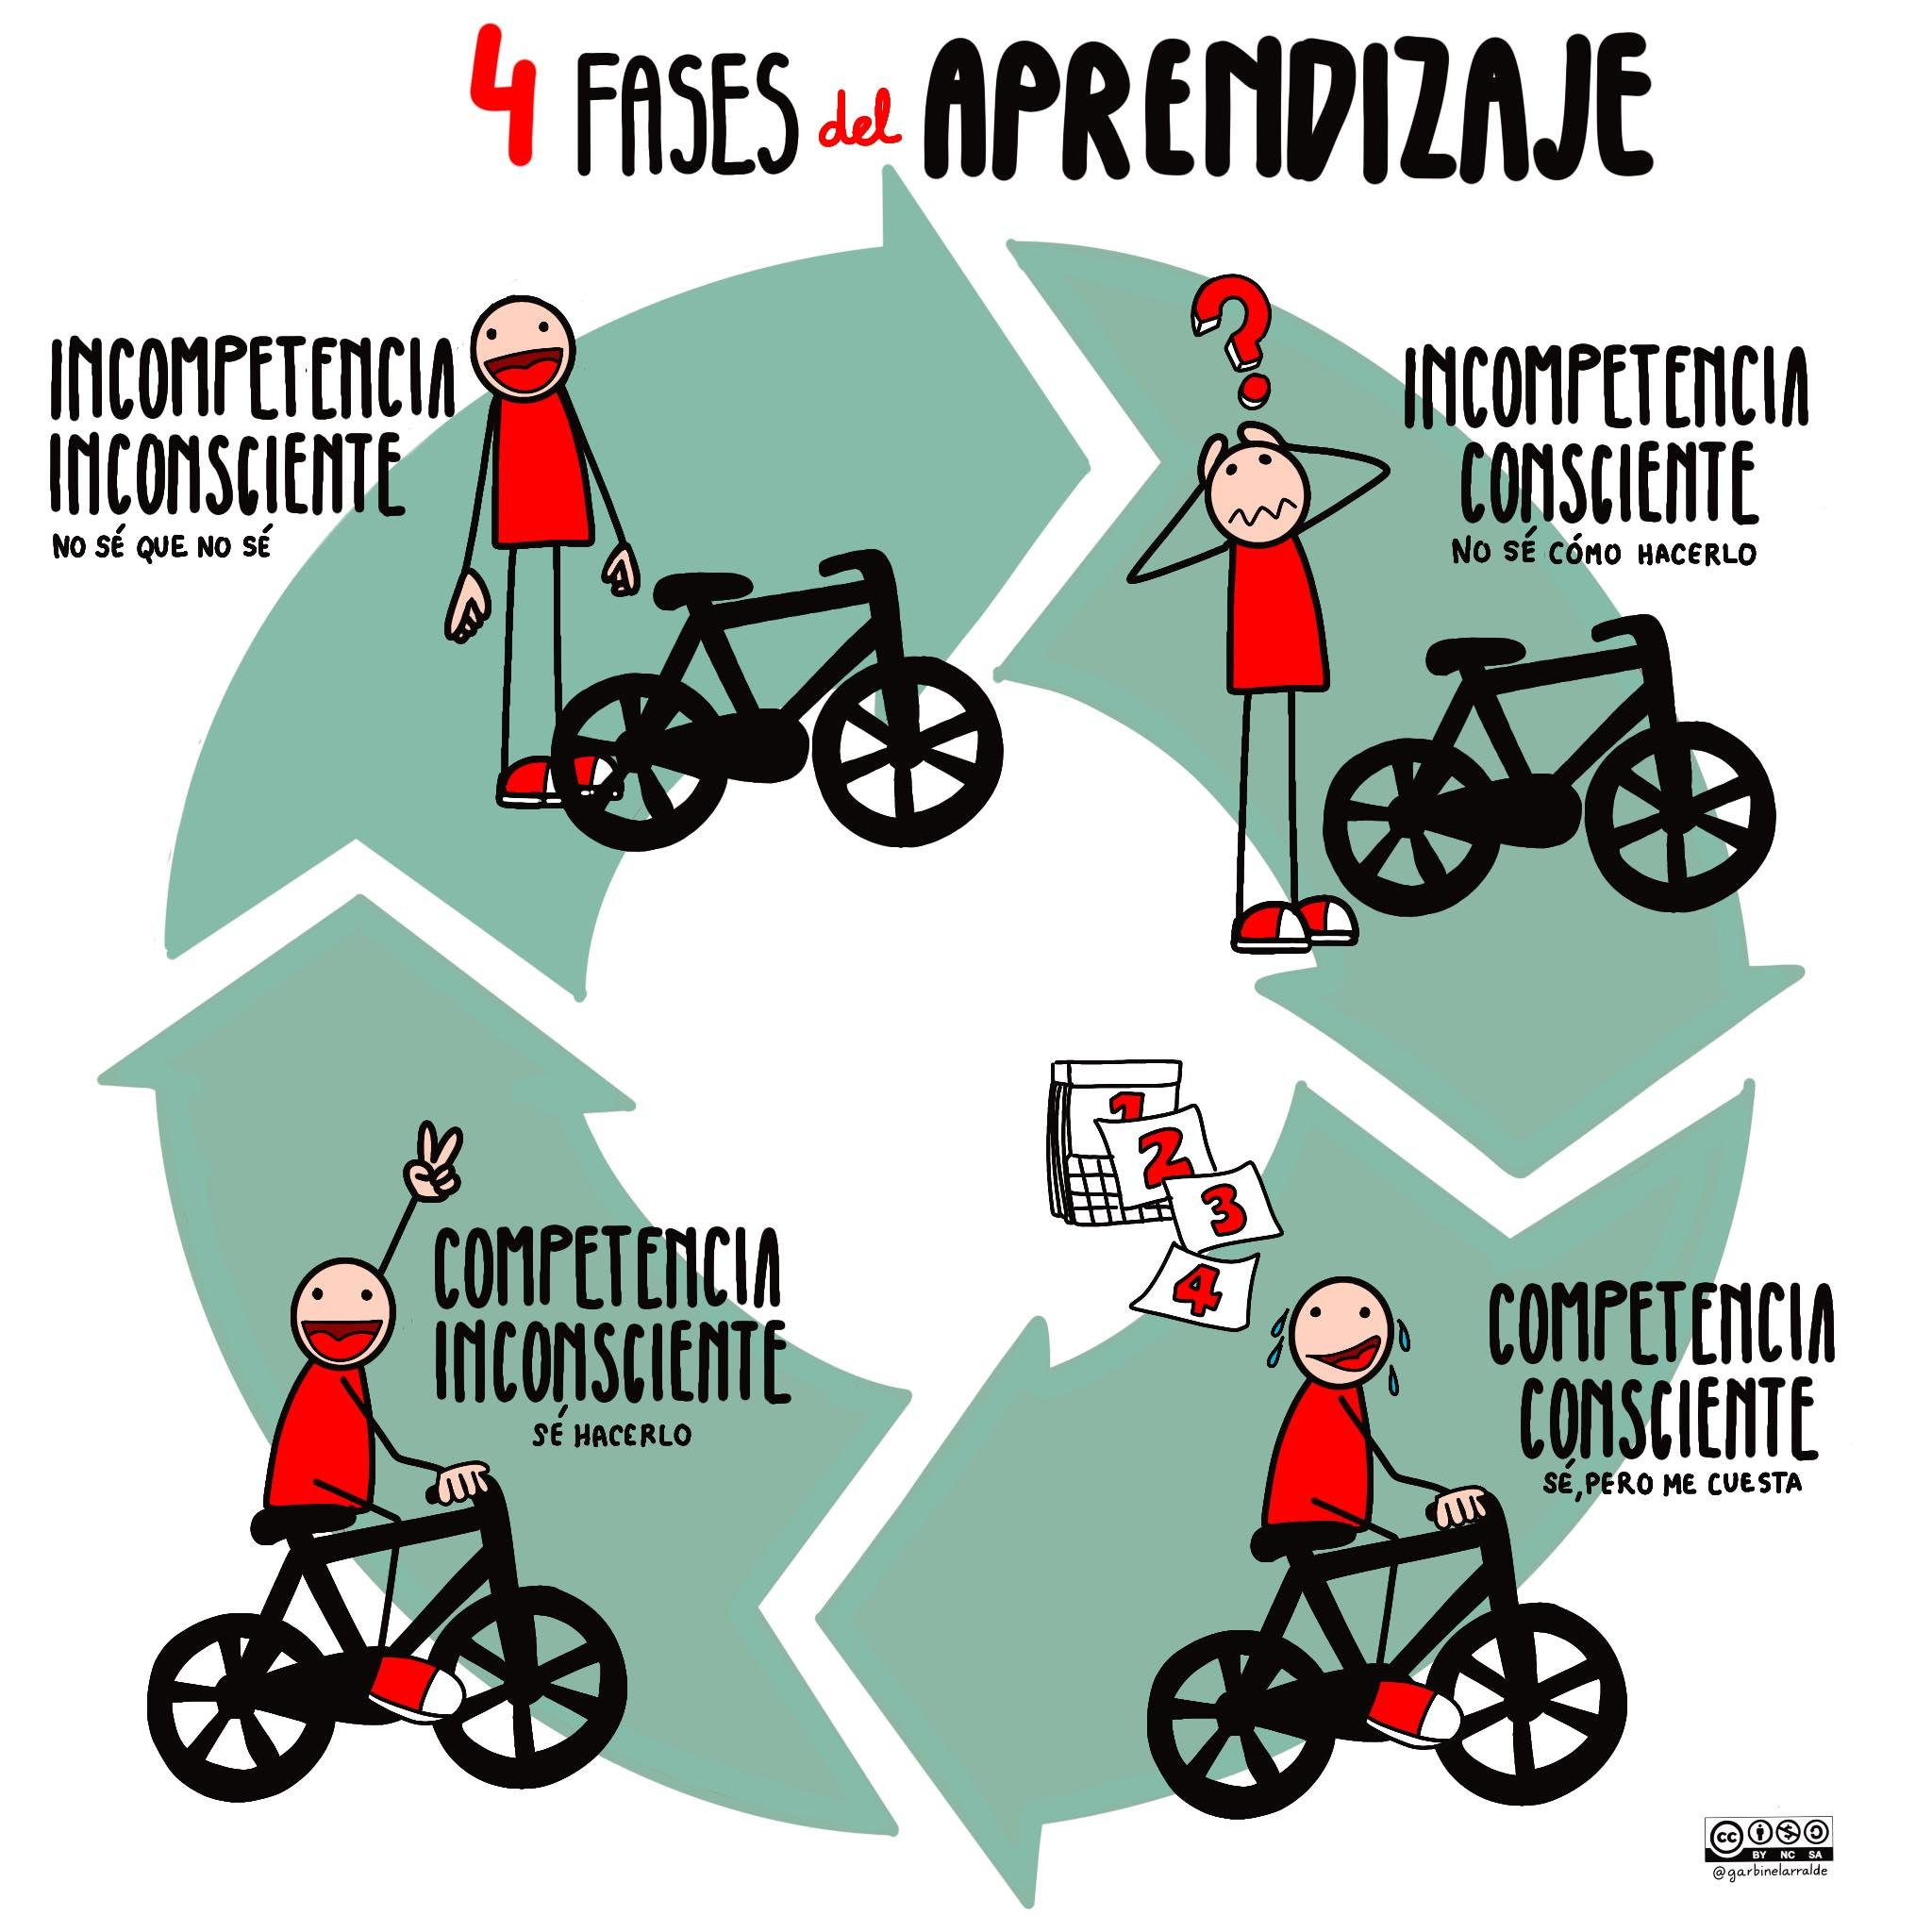 4 FASES del APRENDIZAJE
INCOMPETENCIA
INCONSCIENTE
NO SÉ QUE NO SÉ
?
INCOMPETENCIA
CONSCIENTE
NO SÉ CÓMO HACERLO
1
2
3
4
COMPETENCIA
CONSCIENTE
SÉ, PERO ME CUESTA
COMPETENCIA
INCONSCIENTE
SÉ HACERLO
CC BY NC SA
@garbinelarralde